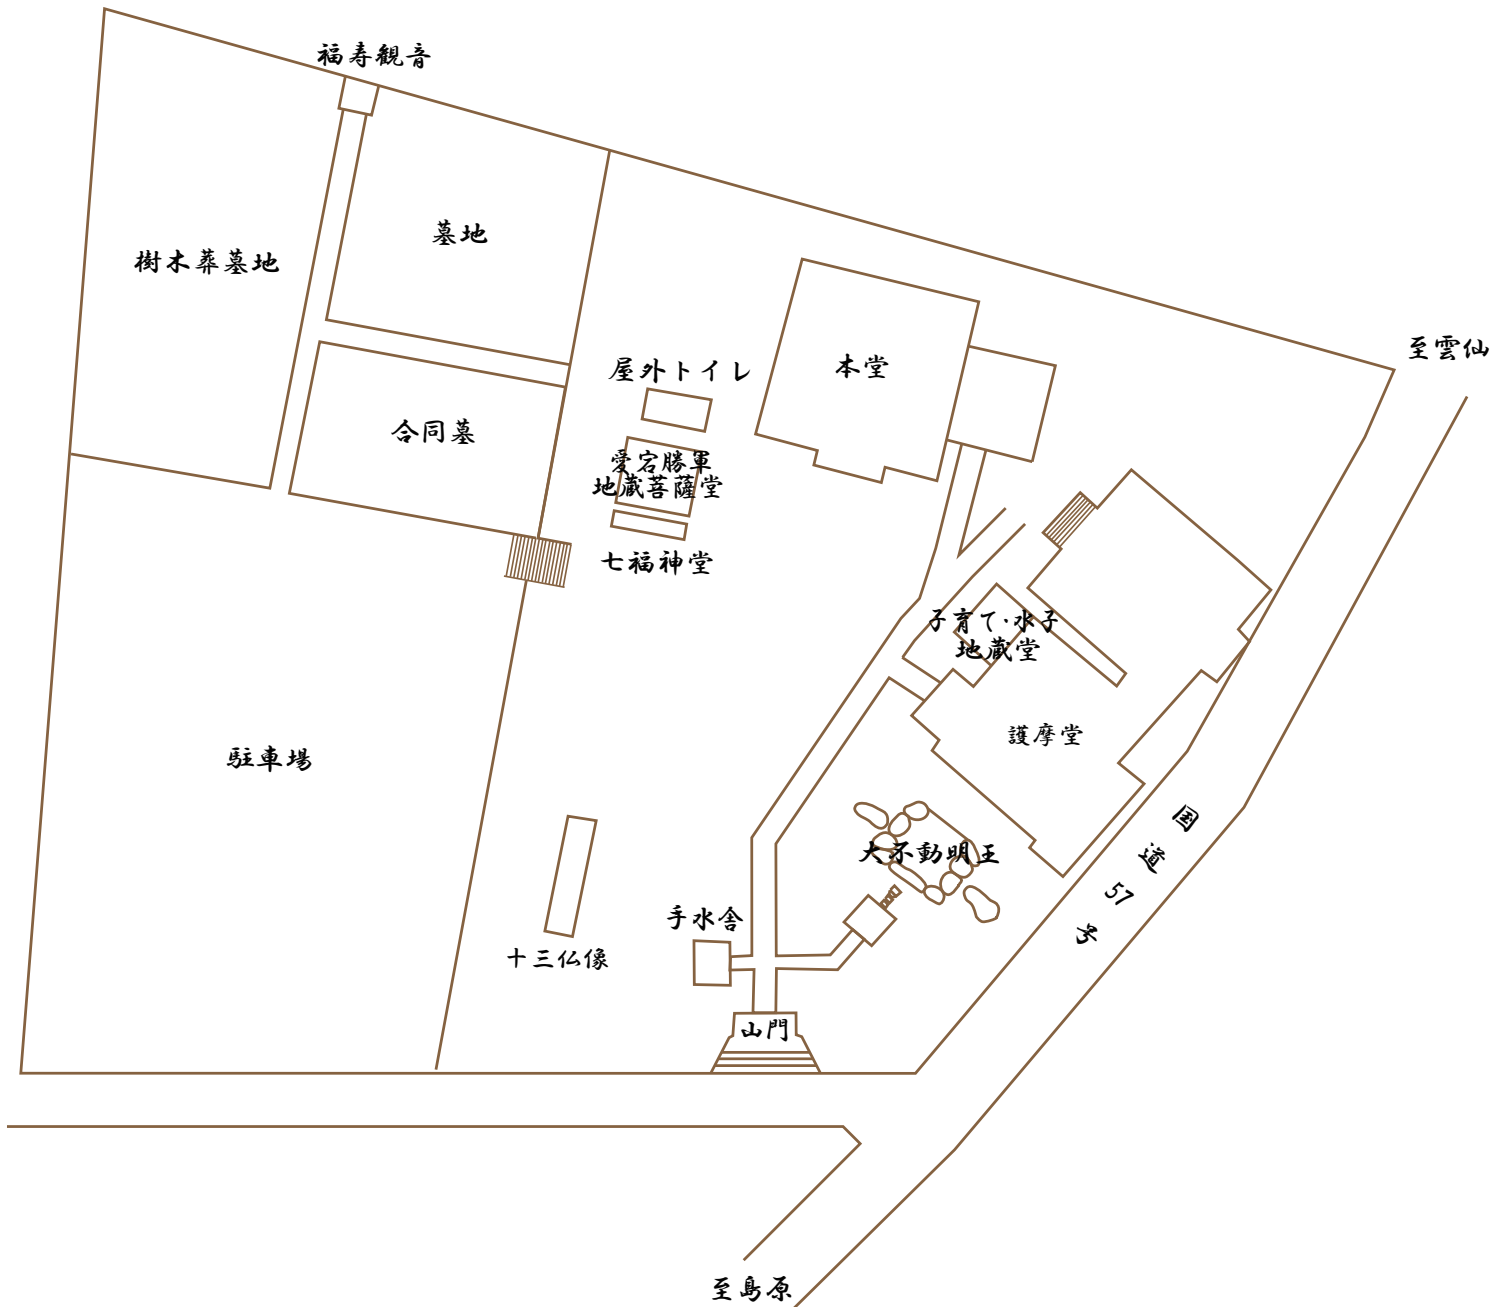 福寿観音
墓地
樹木葬墓地
至雲仙
本堂
屋外トイレ
合同墓
愛宕勝軍
地蔵菩薩堂
七福神堂
子育て・水子
地蔵堂
護摩堂
駐車場
国道57号
大不動明王
手水舎
十三仏像
山門
至島原